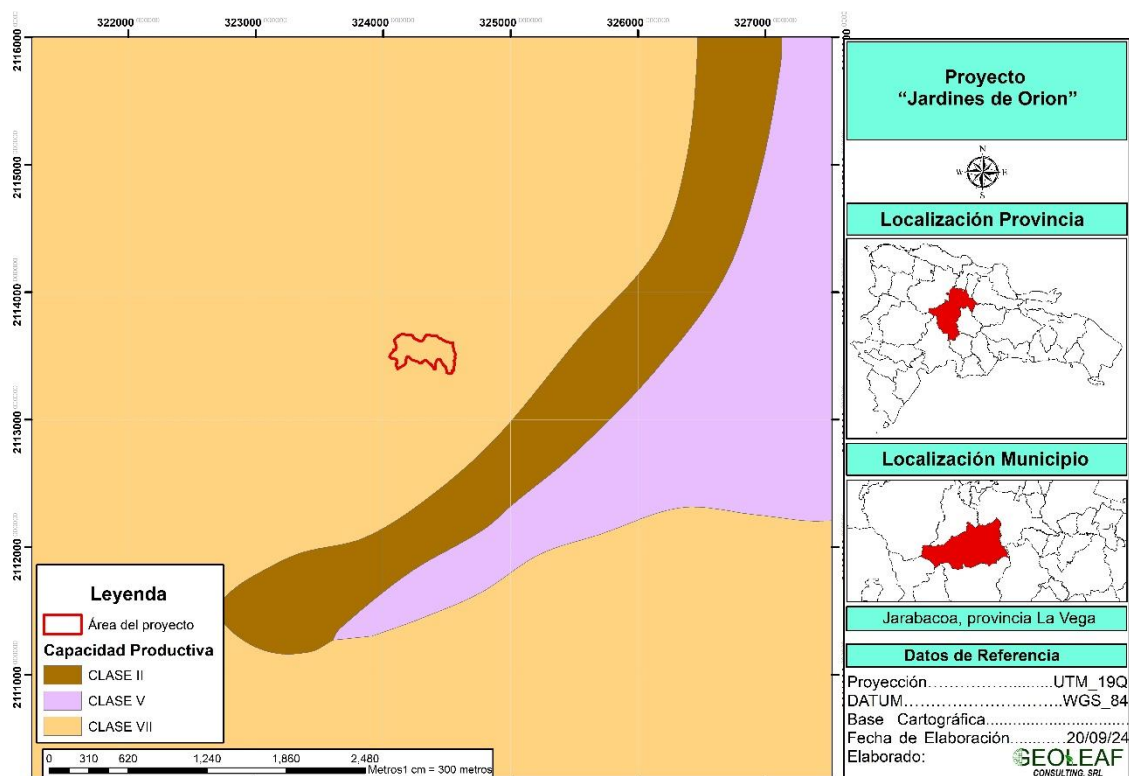 322000 323000 324000 325000 326000 327000
2116000
2115000
2114000
2113000
2112000
2111000
Leyenda
Área del proyecto
Capacidad Productiva
CLASE II
CLASE V
CLASE VII
0 310 620 1,240 1,860 2,480
Metros1 cm = 300 metros
Proyecto
“Jardines de Orion”
N
W E
S
Localización Provincia
Localización Municipio
Jarabacoa, provincia La Vega
Datos de Referencia
Proyección UTM_19Q
DATUM WGS_84
Base Cartográfica
Fecha de Elaboración 20/09/24
Elaborado: GEOLEAF
CONSULTING, SRL